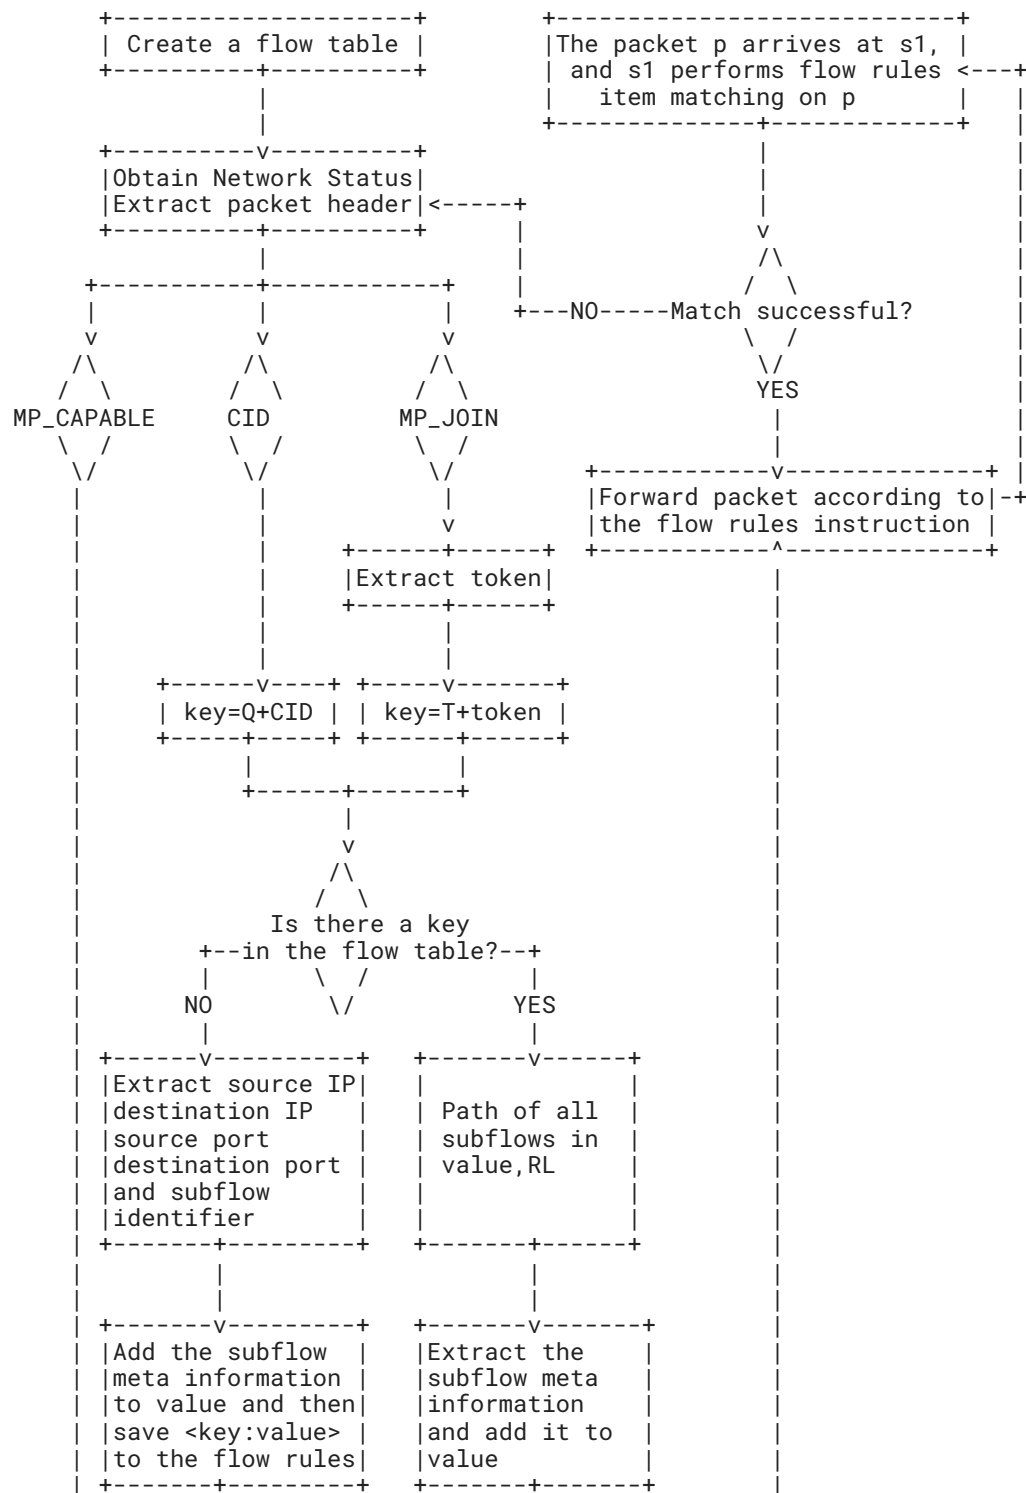 Create a flow table
The packet p arrives at s1,
and s1 performs flow rules
item matching on p
Obtain Network Status
Extract packet header
NO
Match successful?
YES
MP_CAPABLE
CID
MP_JOIN
Forward packet according to
the flow rules instruction
Extract token
key=Q+CID
key=T+token
Is there a key
in the flow table?
NO
YES
Extract source IP
destination IP
source port
destination port
and subflow
identifier
Path of all
subflows in
value,RL
Add the subflow
meta information
to value and then
save <key:value>
to the flow rules
Extract the
subflow meta
information
and add it to
value